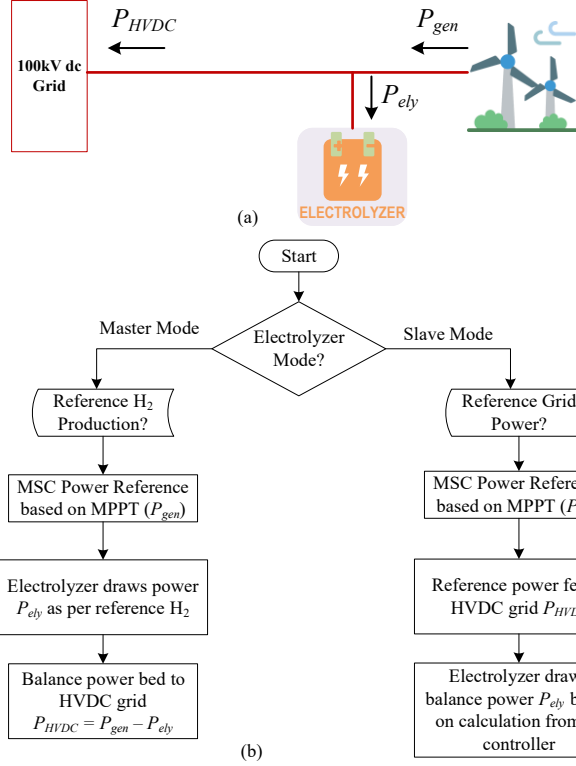 P_HVDC
P_gen
100kV dc
Grid
P_ely
ELECTROLYZER
(a)
Start
Master Mode
Electrolyzer
Mode?
Slave Mode
Reference H₂
Production?
MSC Power Reference
based on MPPT (P_gen)
Electrolyzer draws power
P_ely as per reference H₂
Balance power bed to
HVDC grid
P_HVDC = P_gen – P_ely
Reference Grid
Power?
MSC Power
based on MPPT
Reference power
HVDC grid
Electrolyzer
balance power P_ely
on calculation from
controller
(b)